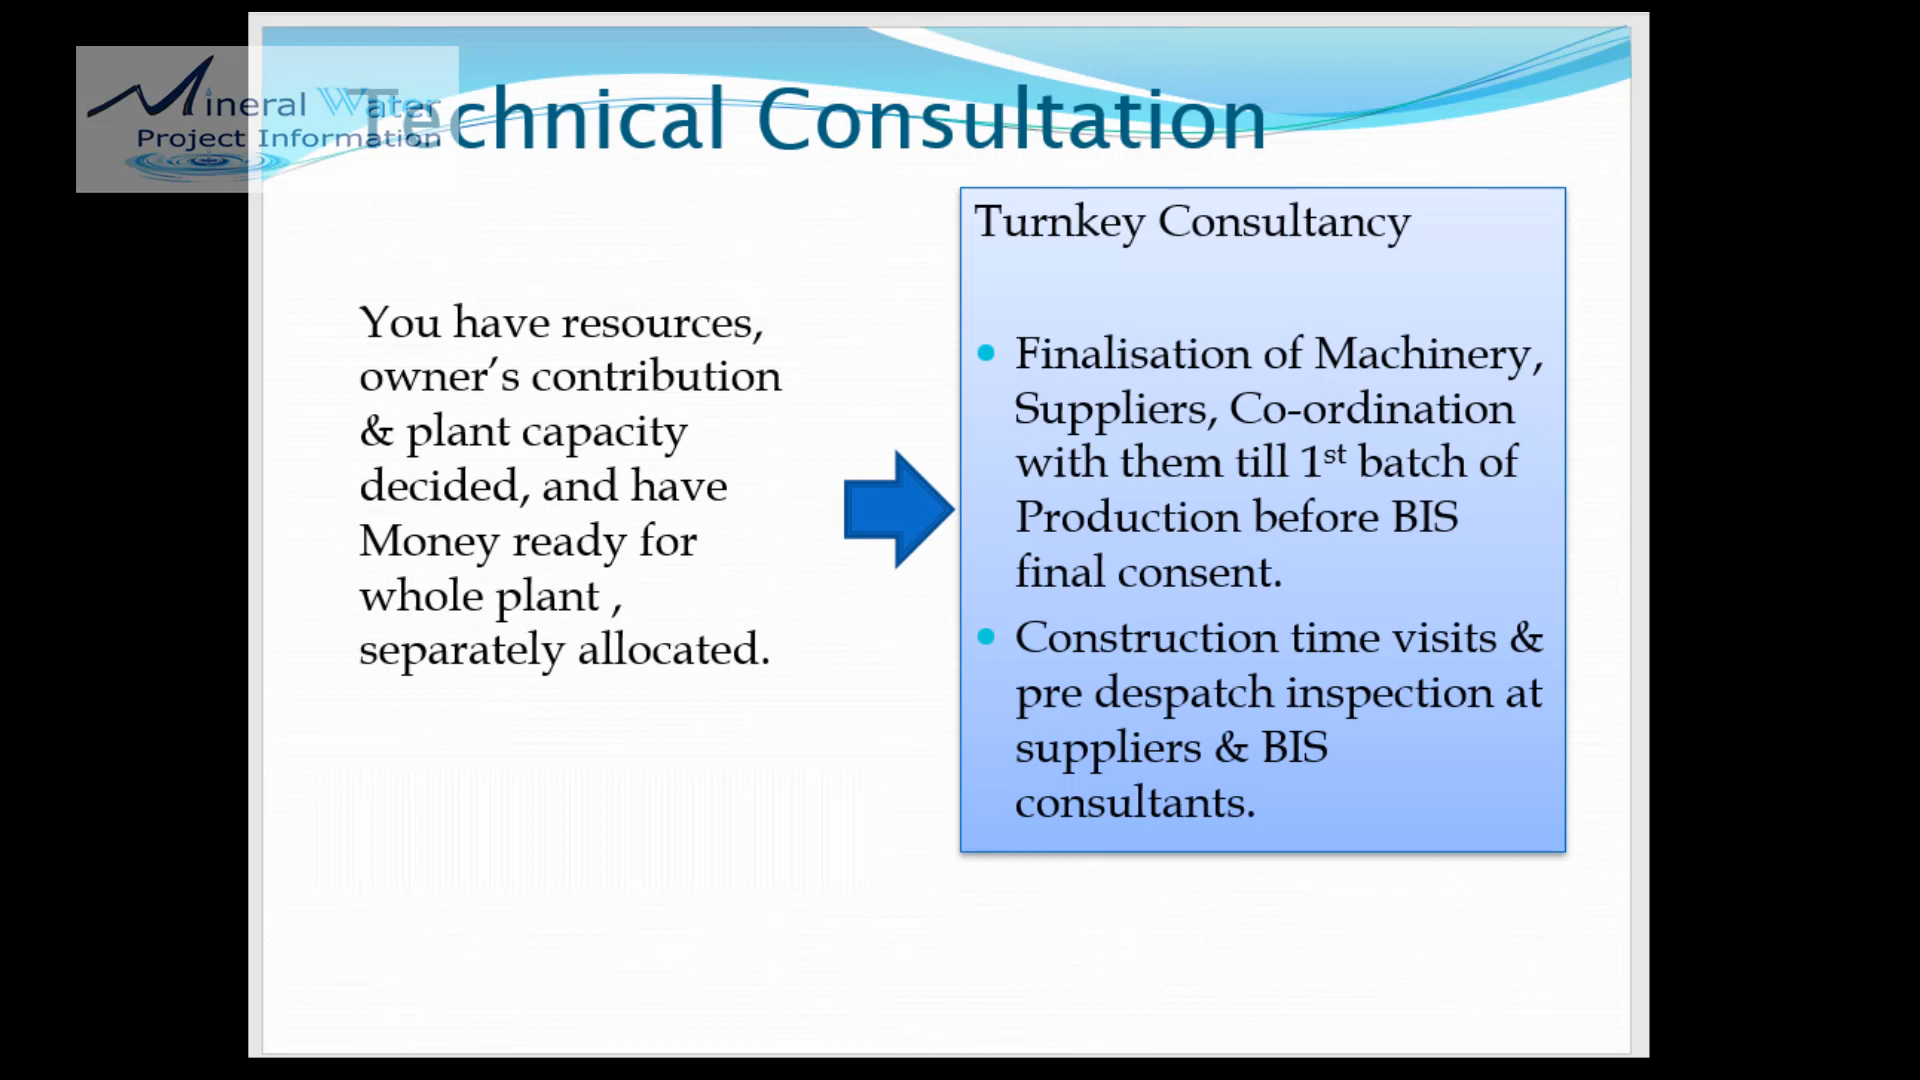 Mineral Water
Project Information
Technical Consultation
You have resources,
owner's contribution
& plant capacity
decided, and have
Money ready for
whole plant ,
separately allocated.
Turnkey Consultancy
Finalisation of Machinery,
Suppliers, Co-ordination
with them till 1st batch of
Production before BIS
final consent.
Construction time visits &
pre despatch inspection at
suppliers & BIS
consultants.